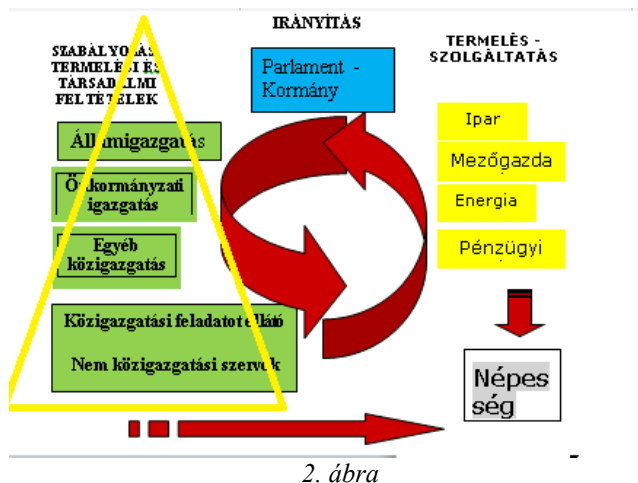 IRÁNYÍTÁS
SZABÁLYOZÁS
TERMELÉSI ÉS
TÁRSADALMI
FELTÉTELEK
Parlament -
Kormány
TERMELÉS -
SZOLGÁLTATÁS
Államigazgatás
Önkormányzati
igazgatás
Egyéb
közigazgatás
Közigazgatási feladatot ellátó
Nem közigazgatási szervek
Ipar
Mezőgazda
Energia
Pénzügyi
Népes
ség
2. ábra